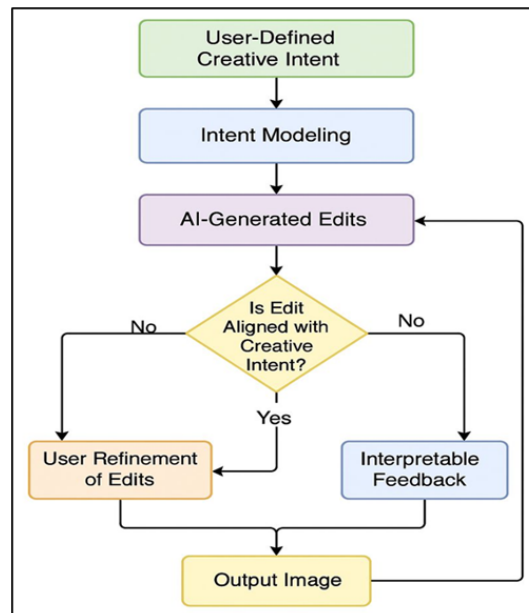 User-Defined
Creative Intent
Intent Modeling
AI-Generated Edits
Is Edit
Aligned with
Creative
Intent?
No
No
Yes
User Refinement
of Edits
Interpretable
Feedback
Output Image